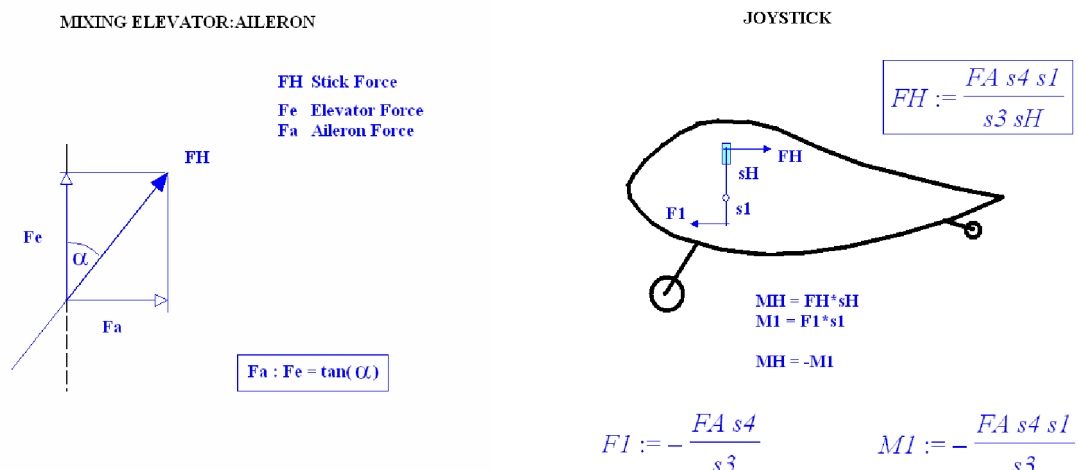 MIXING ELEVATOR:AILERON
FH Stick Force
Fe Elevator Force
Fa Aileron Force
FH
Fe
α
Fa
Fa : Fe = tan(α)
JOYSTICK
FH := FA s4 s1 / s3 sH
FH
sH
F1
s1
MH = FH*sH
M1 = F1*s1
MH = -M1
F1 := - FA s4 / s3
M1 := - FA s4 s1 / s3